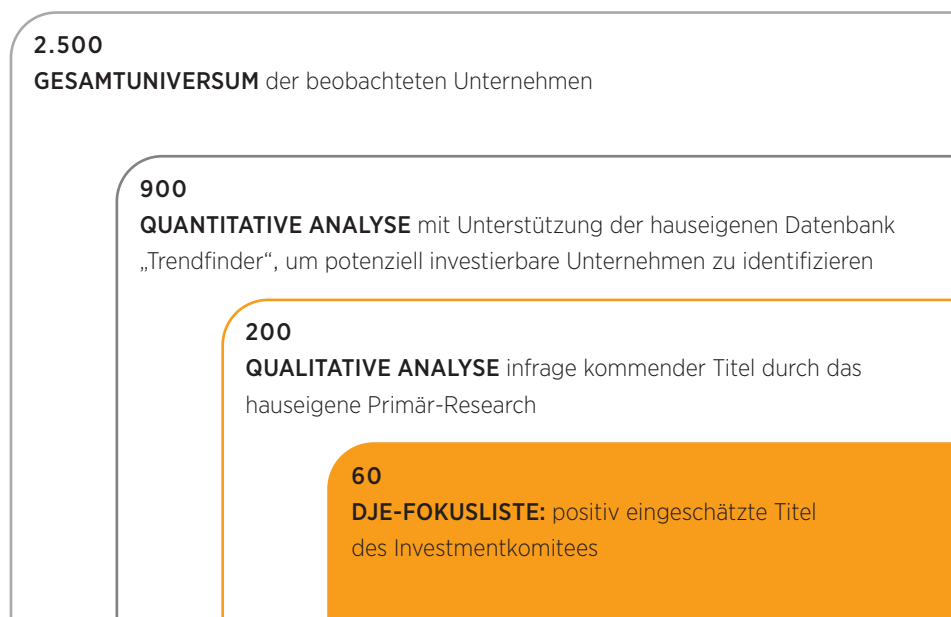 2.500
GESAMTUNIVERSUM der beobachteten Unternehmen
900
QUANTITATIVE ANALYSE mit Unterstützung der hauseigenen Datenbank
„Trendfinder“, um potenziell investierbare Unternehmen zu identifizieren
200
QUALITATIVE ANALYSE infrage kommender Titel durch das
hauseigene Primär-Research
60
DJE-FOKUSLISTE: positiv eingeschätzte Titel
des Investmentkomitees